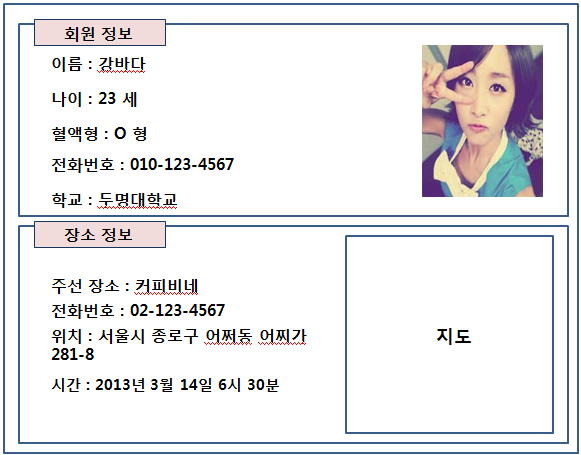 회원 정보
이름 : 강바다
나이 : 23 세
혈액형 : O 형
전화번호 : 010-123-4567
학교 : 두명대학교
장소 정보
주선 장소 : 커피비네
전화번호 : 02-123-4567
위치 : 서울시 종로구 어쩌동 어찌가
281-8
시간 : 2013년 3월 14일 6시 30분
지도